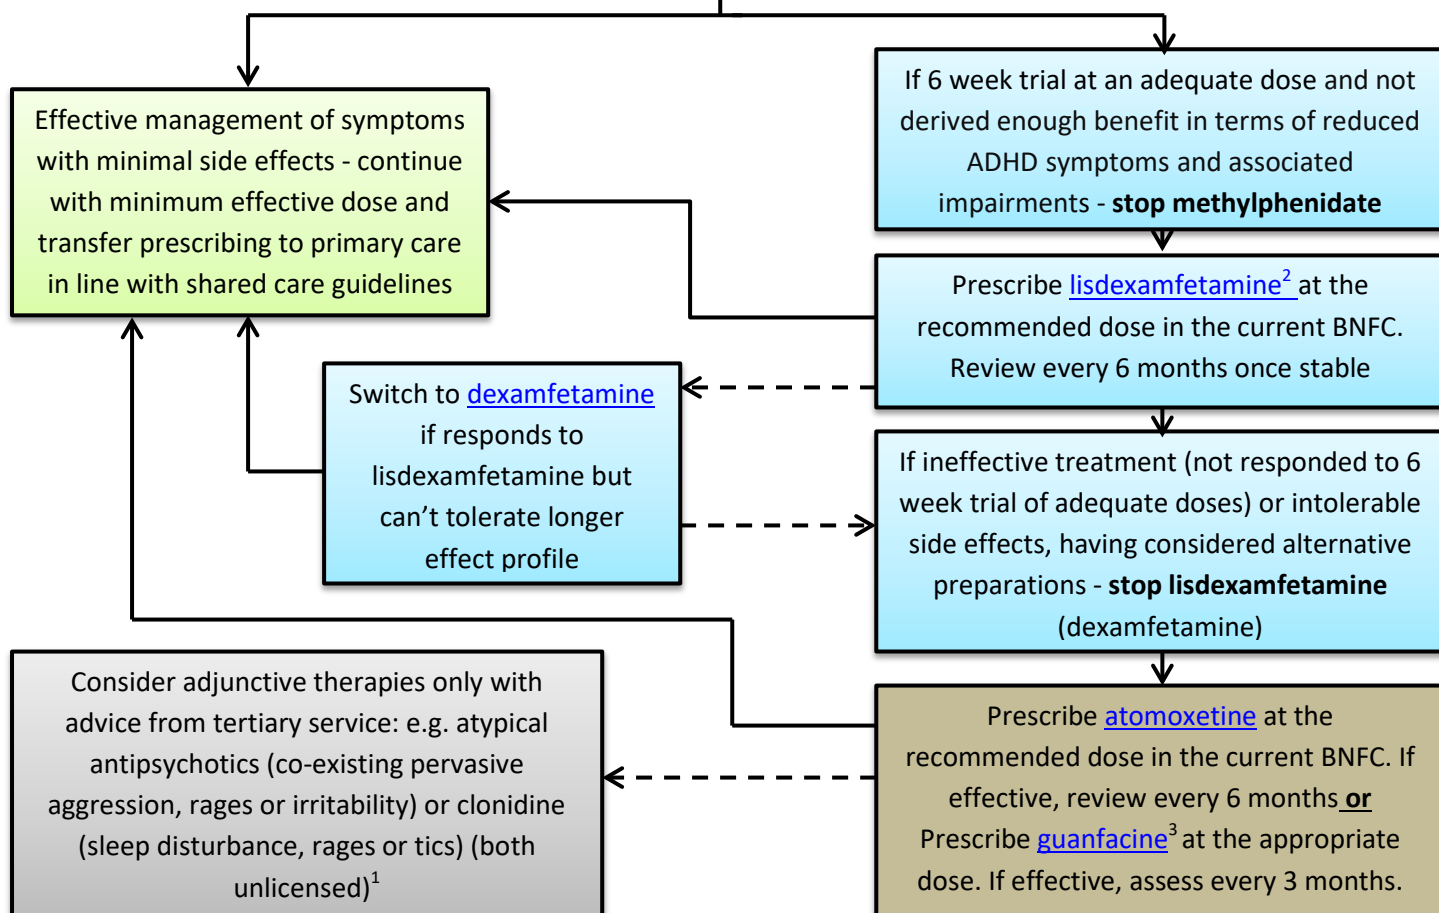 If 6 week trial at an adequate dose and not
derived enough benefit in terms of reduced
ADHD symptoms and associated
impairments - stop methylphenidate
Effective management of symptoms
with minimal side effects - continue
with minimum effective dose and
transfer prescribing to primary care
in line with shared care guidelines
Prescribe lisdexamfetamine2 at the
recommended dose in the current BNFC.
Review every 6 months once stable
Switch to dexamfetamine
if responds to
lisdexamfetamine but
can’t tolerate longer
effect profile
If ineffective treatment (not responded to 6
week trial of adequate doses) or intolerable
side effects, having considered alternative
preparations - stop lisdexamfetamine
(dexamfetamine)
Consider adjunctive therapies only with
advice from tertiary service: e.g. atypical
antipsychotics (co-existing pervasive
aggression, rages or irritability) or clonidine
(sleep disturbance, rages or tics) (both
unlicensed)1
Prescribe atomoxetine at the
recommended dose in the current BNFC. If
effective, review every 6 months or
Prescribe guanfacine3 at the appropriate
dose. If effective, assess every 3 months.